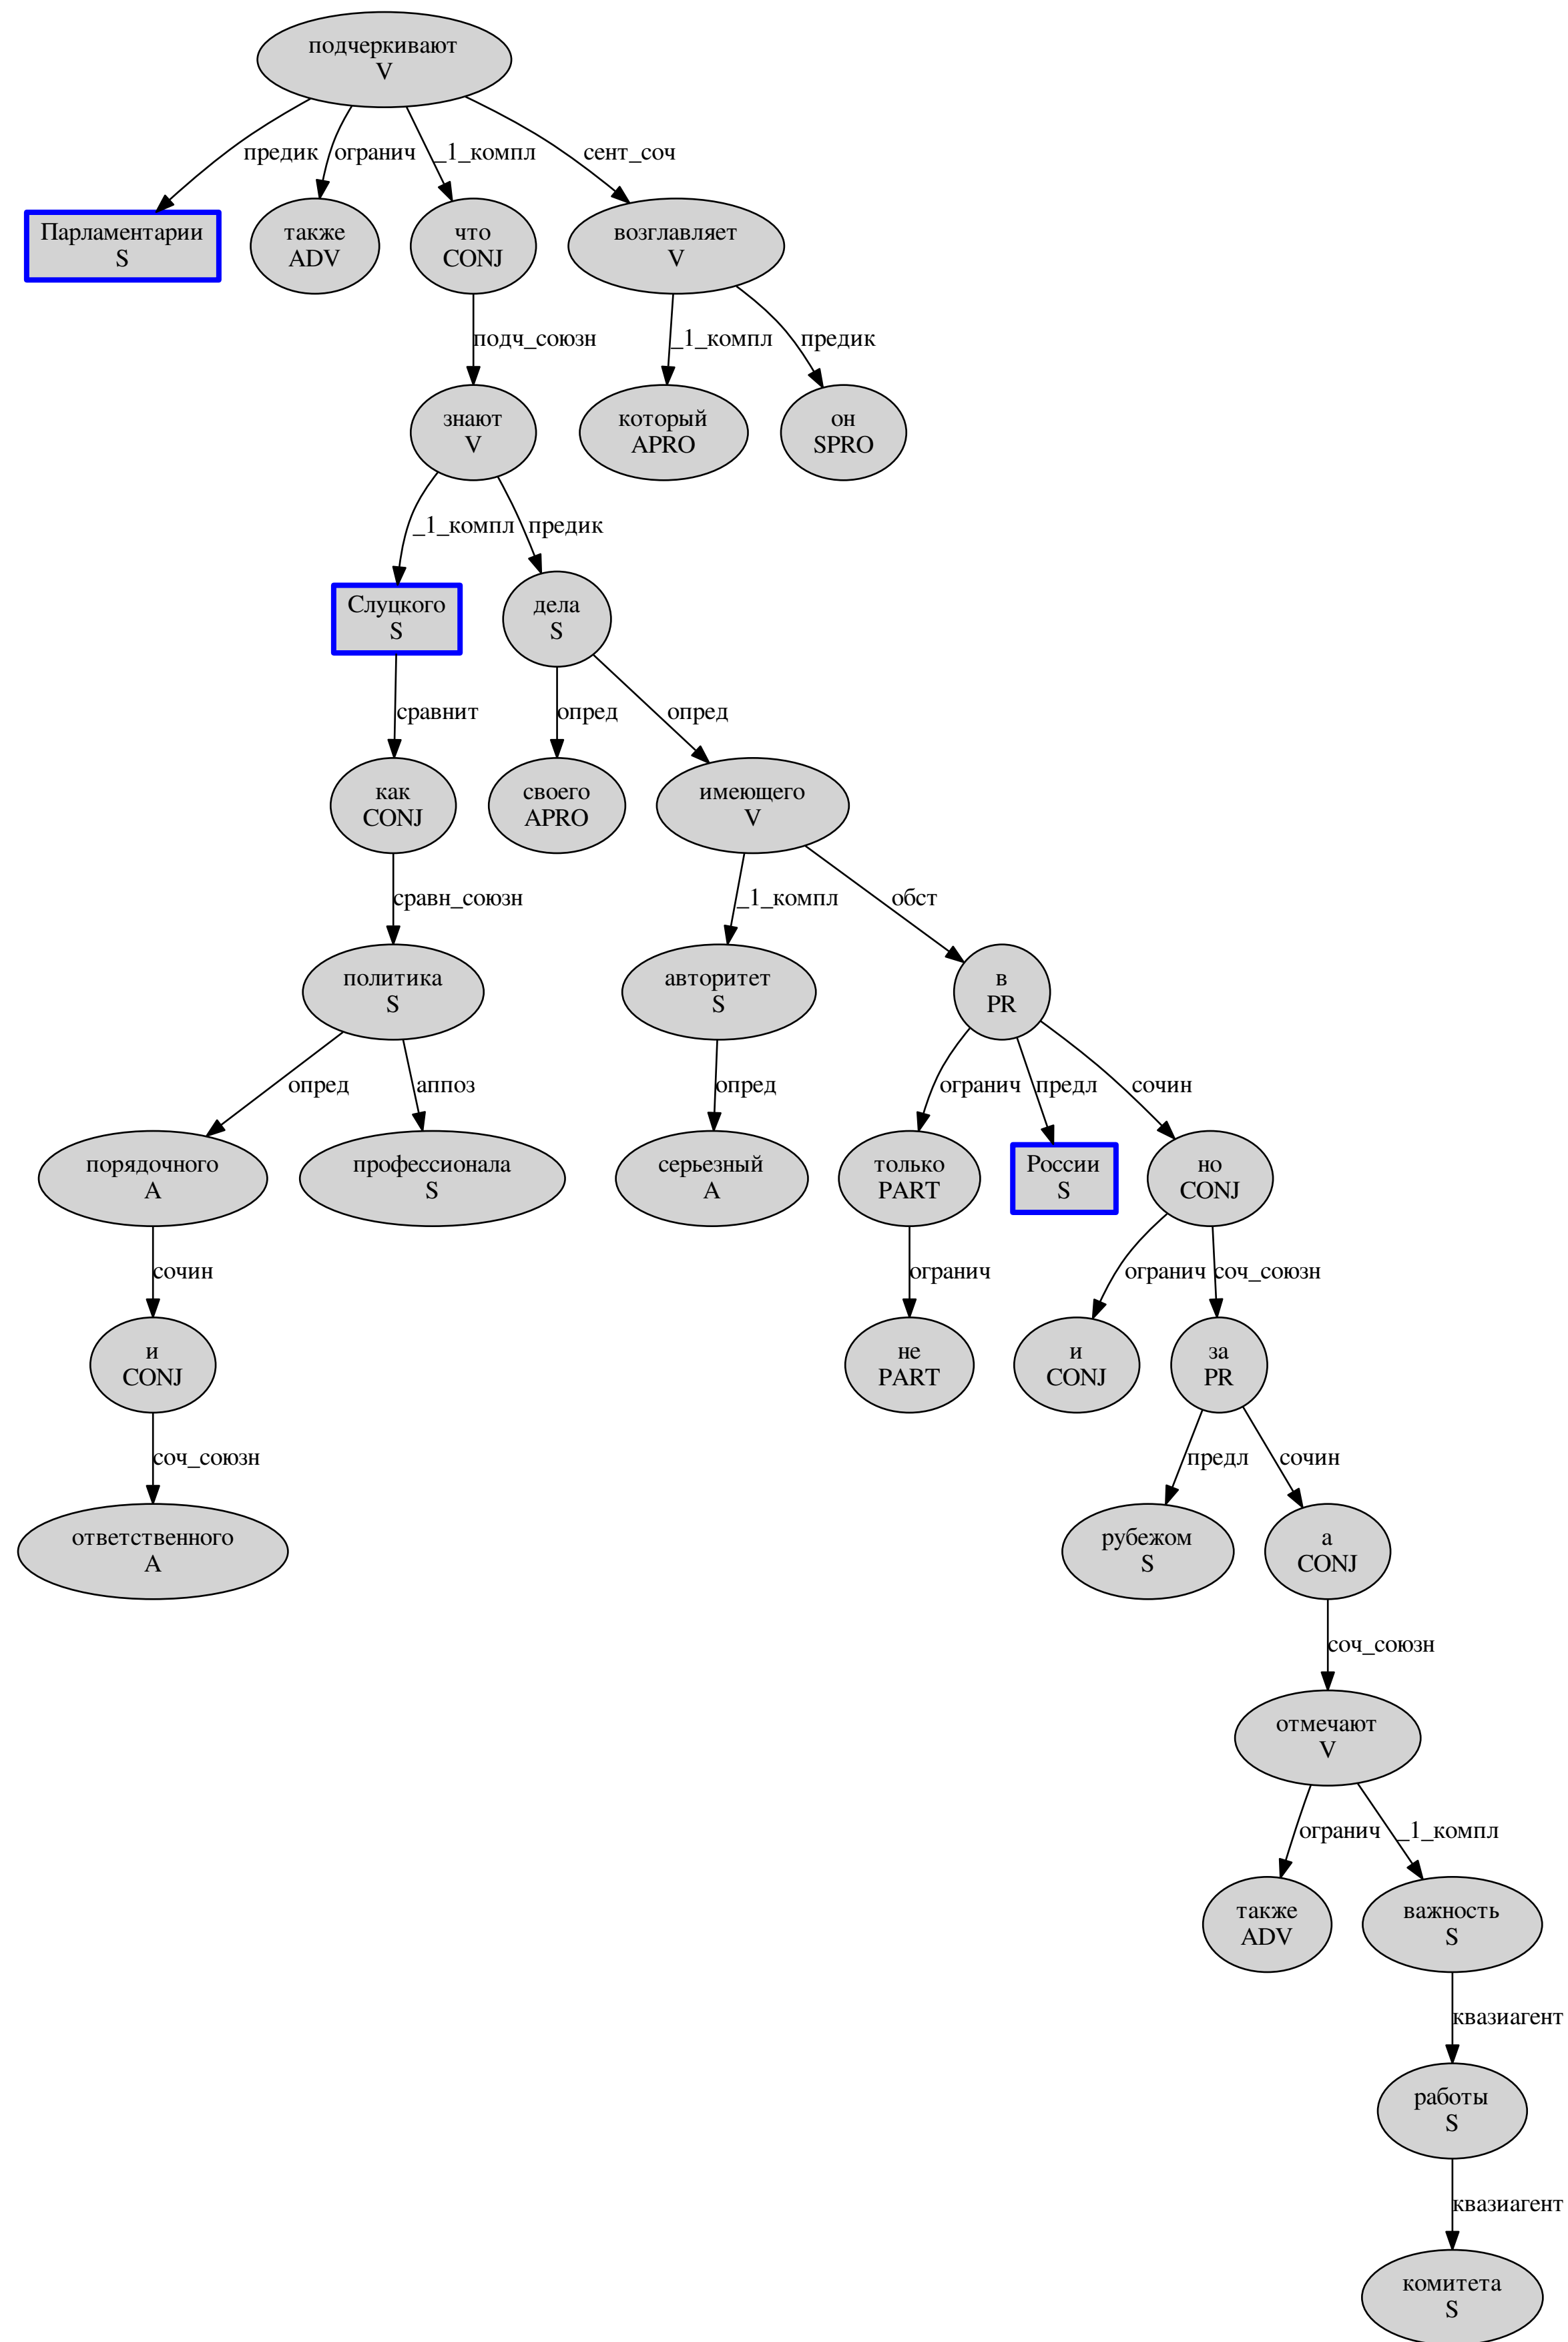 подчеркивают
V
предик огранич _1_компл сент_соч
Парламентарии
S
также
ADV
что
CONJ
возглавляет
V
подч_союзн _1_компл предик
знают
V
который
APRO
он
SPRO
_1_компл предик
Слуцкого
S
дела
S
сравнит опред опред
как
CONJ
своего
APRO
имеющего
V
сравн_союзн _1_компл обст
политика
S
авторитет
S
в
PR
опред аппоз опред огранич предл сочин
порядочного
A
профессионала
S
серьезный
A
только
PART
России
S
но
CONJ
сочин огранич огранич соч_союзн
и
CONJ
не
PART
и
CONJ
за
PR
соч_союзн предл сочин
ответственного
A
рубежом
S
а
CONJ
соч_союзн
отмечают
V
огранич _1_компл
также
ADV
важность
S
квазиагент
работы
S
квазиагент
комитета
S